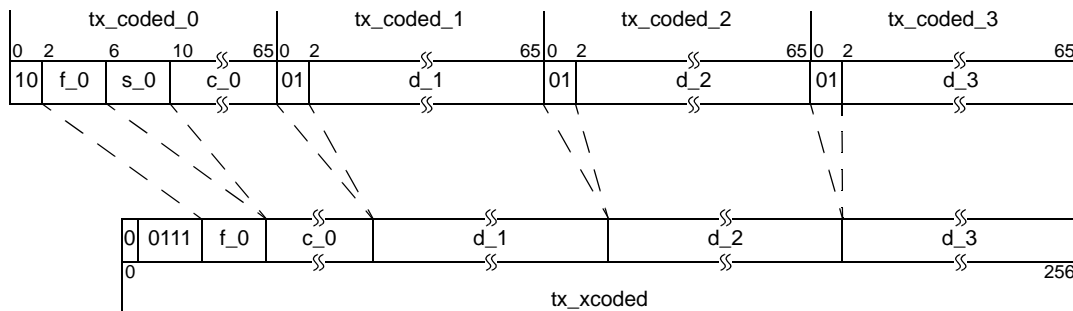 tx_coded_0 tx_coded_1 tx_coded_2 tx_coded_3
0 2 6 10 65 0 2 65 0 2 65 0 2 65
10 f_0 s_0 c_0 01 d_1 01 d_2 01 d_3
0 0111 f_0 c_0 d_1 d_2 d_3
0 256
tx_xcoded